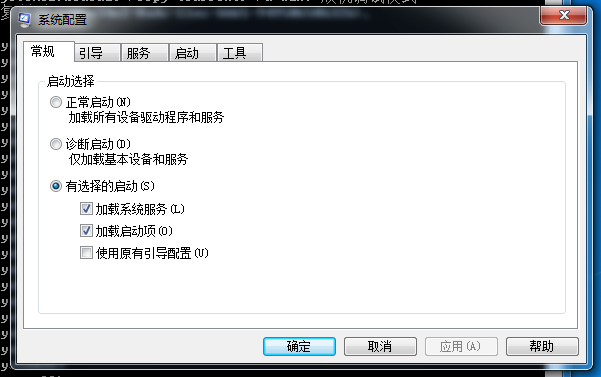 系统配置
常规
引导
服务
启动
工具
启动选择
正常启动(N)
加载所有设备驱动程序和服务
诊断启动(D)
仅加载基本设备和服务
有选择的启动(S)
加载系统服务(L)
加载启动项(O)
使用原有引导配置(U)
确定
取消
应用(A)
帮助